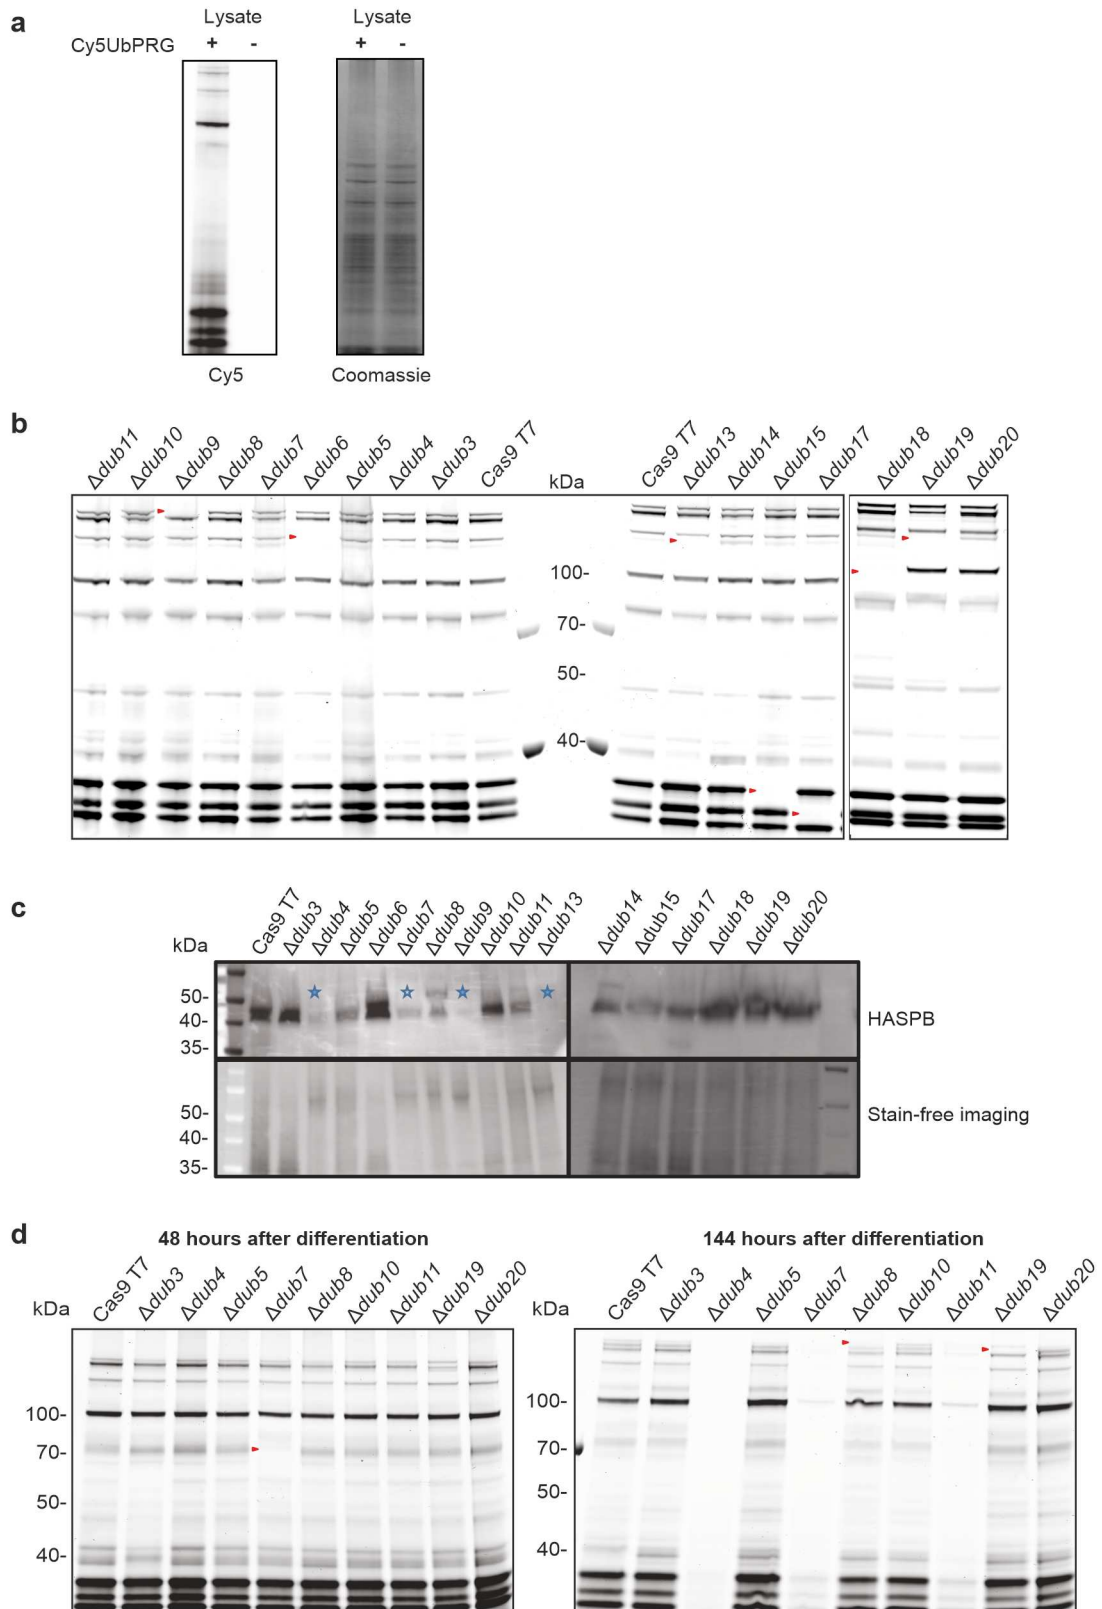 a
Lysate Lysate
Cy5UbPRG + - + -
Cy5 Coomassie
b
Δdub11 Δdub10 Δdub9 Δdub8 Δdub7 Δdub6 Δdub5 Δdub4 Δdub3 Cas9 T7 kDa Cas9 T7 Δdub13 Δdub14 Δdub15 Δdub17 Δdub18 Δdub19 Δdub20
100-
70-
50-
40-
c
kDa Cas9 T7 Δdub3 Δdub4 Δdub5 Δdub6 Δdub7 Δdub8 Δdub9 Δdub10 Δdub11 Δdub13 Δdub14 Δdub15 Δdub17 Δdub18 Δdub19 Δdub20
50-
40- HASPB
35-
50- Stain-free imaging
40-
35-
d
48 hours after differentiation 144 hours after differentiation
kDa Cas9 T7 Δdub3 Δdub4 Δdub5 Δdub7 Δdub8 Δdub10 Δdub11 Δdub19 Δdub20 kDa Cas9 T7 Δdub3 Δdub4 Δdub5 Δdub7 Δdub8 Δdub10 Δdub11 Δdub19 Δdub20
100- 100-
70- 70-
50- 50-
40- 40-